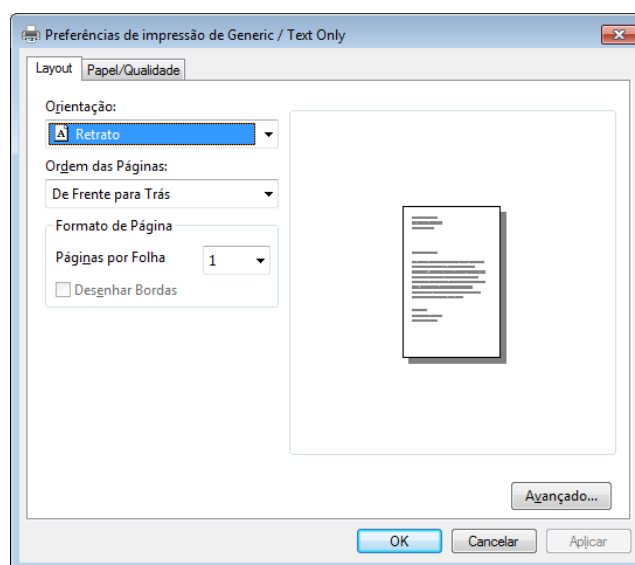 Preferências de impressão de Generic / Text Only
Layout Papel/Qualidade
Orientação:
Retrato
Ordem das Páginas:
De Frente para Trás
Formato de Página
Páginas por Folha 1
Desenhar Bordas
Avançado...
OK Cancelar Aplicar